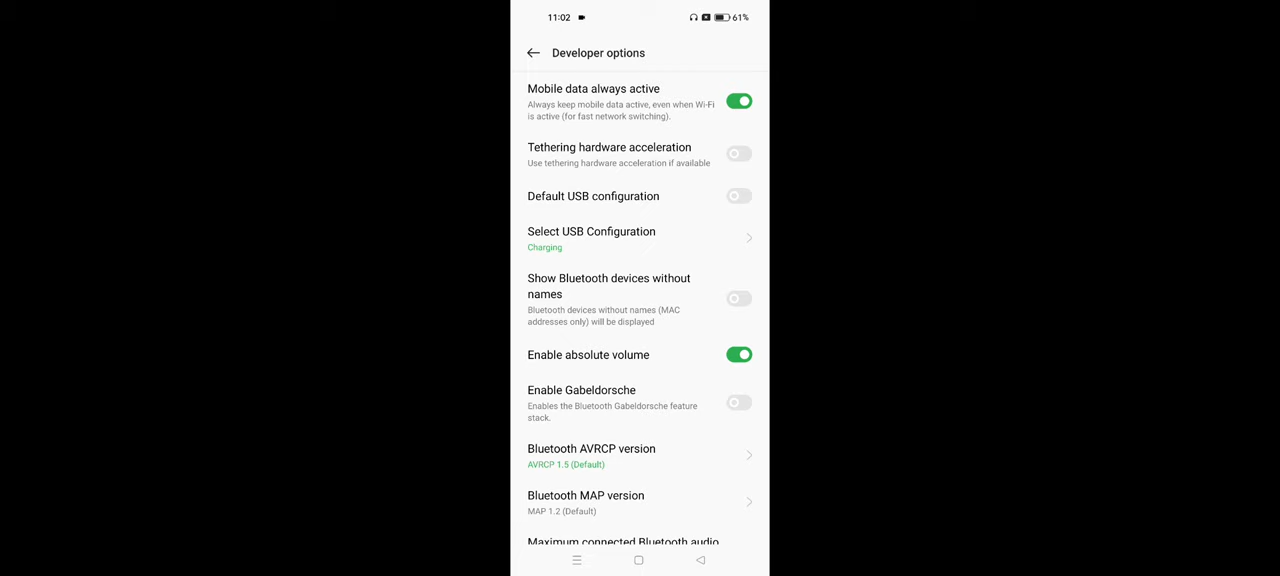 11:02
61%
Developer options
Mobile data always active
Always keep mobile data active, even when Wi-Fi
is active (for fast network switching).
Tethering hardware acceleration
Use tethering hardware acceleration if available
Default USB configuration
Select USB Configuration
Charging
Show Bluetooth devices without
names
Bluetooth devices without names (MAC
addresses only) will be displayed
Enable absolute volume
Enable Gabeldorsche
Enables the Bluetooth Gabeldorsche feature
stack.
Bluetooth AVRCP version
AVRCP 1.5 (Default)
Bluetooth MAP version
MAP 1.2 (Default)
Maximum connected Bluetooth audio